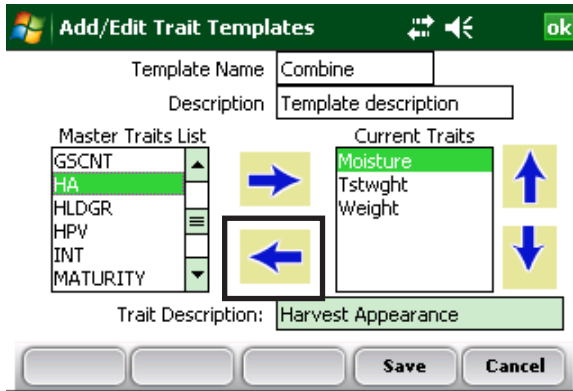 Add/Edit Trait Templates ok
Template Name Combine
Description Template description
Master Traits List Current Traits
GSCNT Moisture
HA Tstwght
HLDGR Weight
HPV
INT
MATURITY
Trait Description: Harvest Appearance
Save Cancel